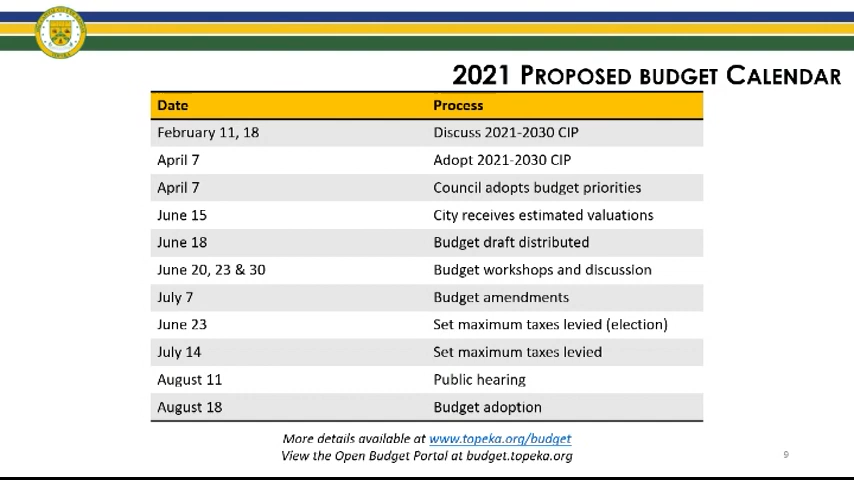 2021 Proposed budget Calendar
Date Process
February 11, 18 Discuss 2021-2030 CIP
April 7 Adopt 2021-2030 CIP
April 7 Council adopts budget priorities
June 15 City receives estimated valuations
June 18 Budget draft distributed
June 20, 23 & 30 Budget workshops and discussion
July 7 Budget amendments
June 23 Set maximum taxes levied (election)
July 14 Set maximum taxes levied
August 11 Public hearing
August 18 Budget adoption
More details available at www.topeka.org/budget
View the Open Budget Portal at budget.topeka.org
9